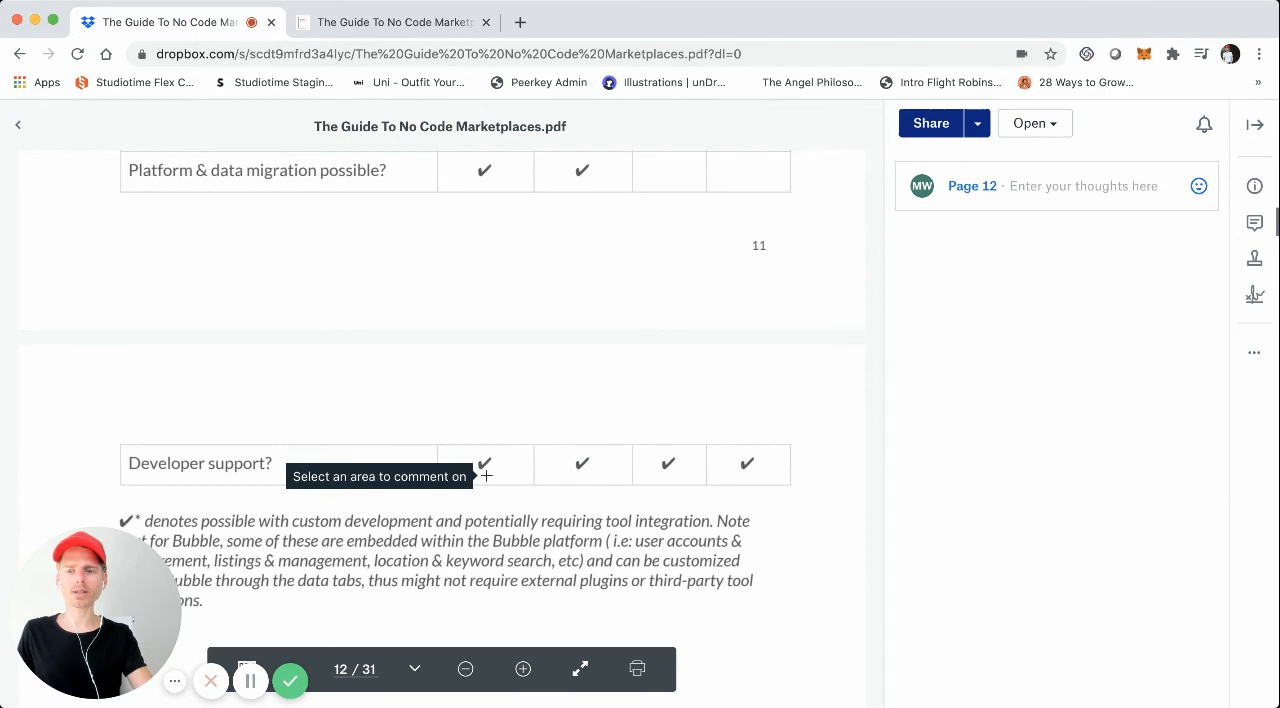 The Guide To No Code Mar
The Guide To No Code Market
dropbox.com/s/scdt9mfrd3a4lyc/The%20Guide%20To%20No%20Code%20Marketplaces.pdf?dl=0
Apps
Studiotime Flex C...
S Studiotime Stagin...
uni Uni - Outfit Your...
Peerkey Admin
Illustrations | unDr...
The Angel Philoso...
Intro Flight Robins...
28 Ways to Grow...
»
The Guide To No Code Marketplaces.pdf
Share
Open
MW Page 12 · Enter your thoughts here
Platform & data migration possible? ✔ ✔
11
Developer support? ✔ ✔ ✔ ✔
Select an area to comment on
✔* denotes possible with custom development and potentially requiring tool integration. Note
for Bubble, some of these are embedded within the Bubble platform ( i.e: user accounts &
ement, listings & management, location & keyword search, etc) and can be customized
ubble through the data tabs, thus might not require external plugins or third-party tool
ons.
12 / 31